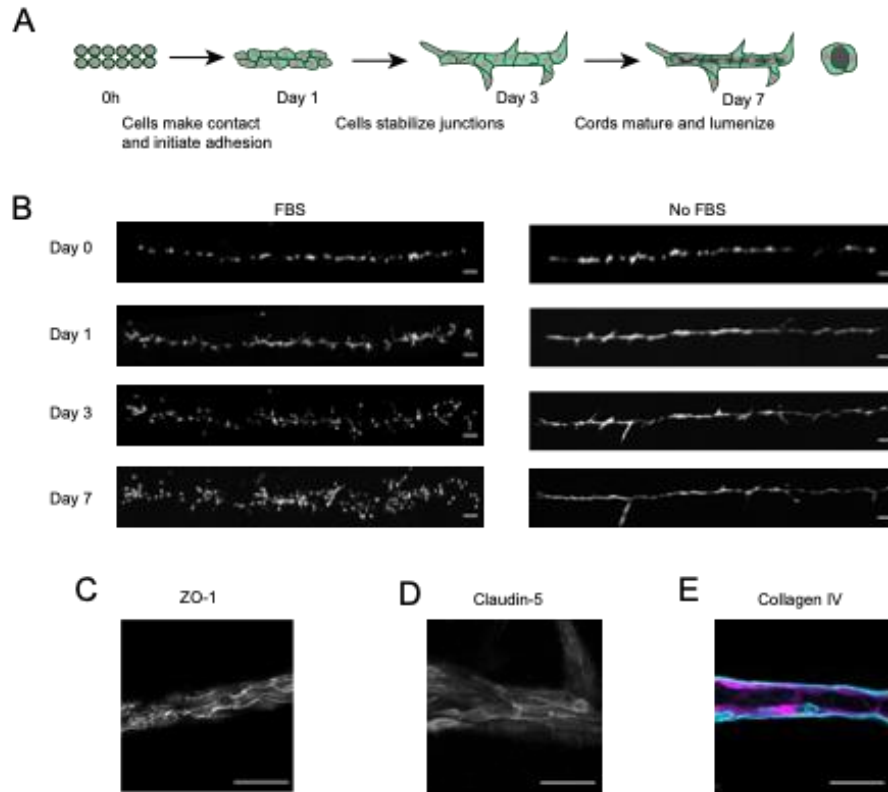 A
0h
Day 1
Day 3
Day 7
Cells make contact
and initiate adhesion
Cells stabilize junctions
Cords mature and lumenize
B
FBS
No FBS
Day 0
Day 1
Day 3
Day 7
C
ZO-1
D
Claudin-5
E
Collagen IV